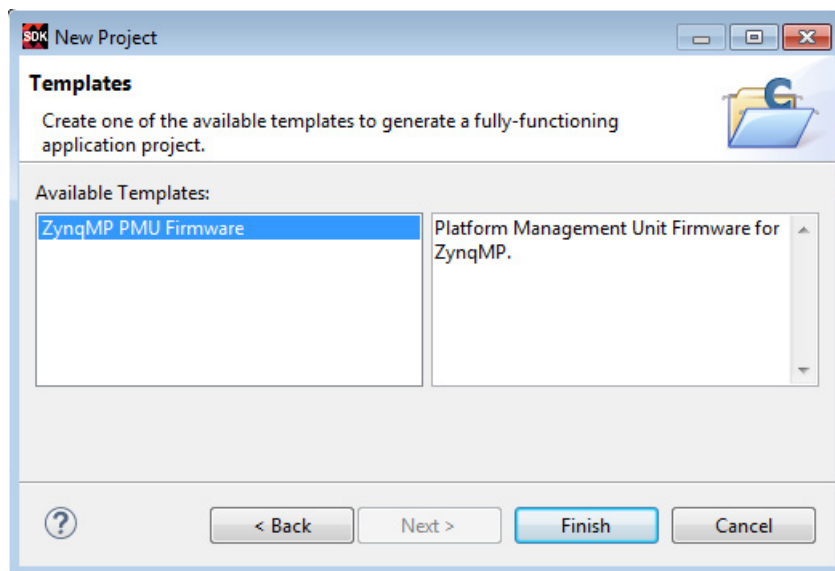 SDK New Project
Templates
Create one of the available templates to generate a fully-functioning
application project.
C
Available Templates:
ZynqMP PMU Firmware
Platform Management Unit Firmware for
ZynqMP.
?
< Back
Next >
Finish
Cancel